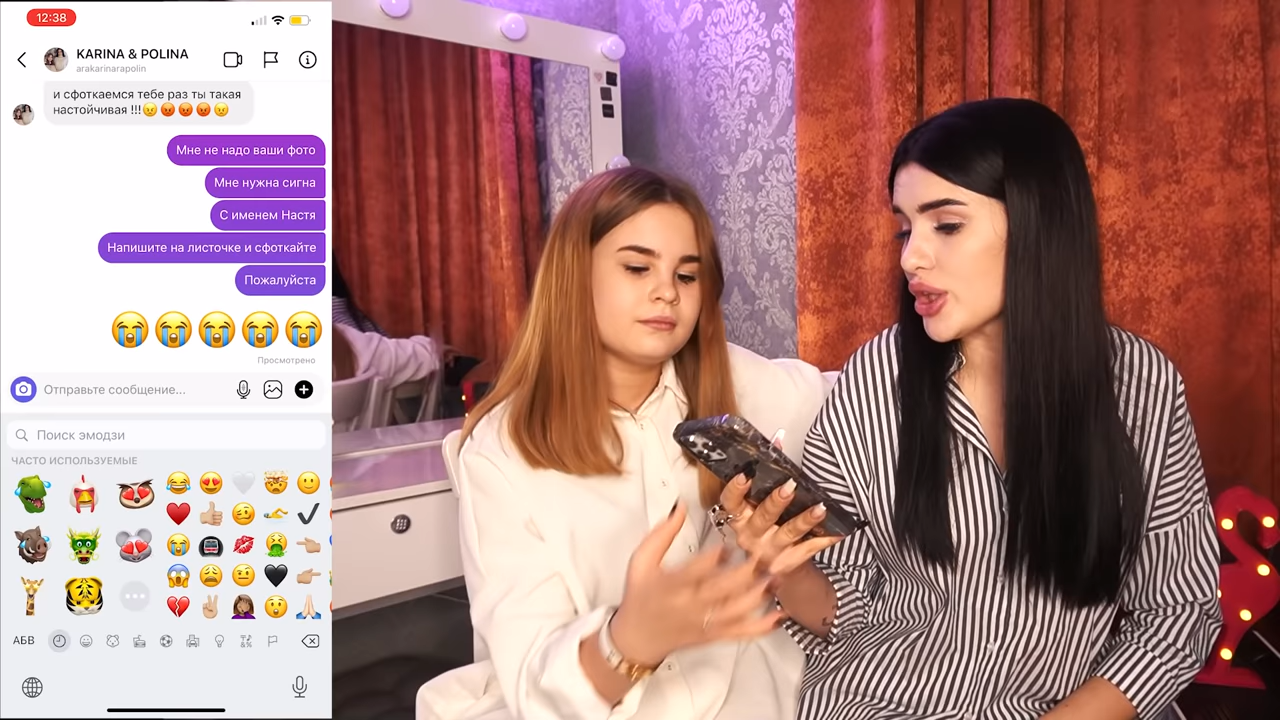 12:38
KARINA & POLINA
arakarinarapolin
и сфоткаемся тебе раз ты такая
настойчивая !!!😠😡😡😡😠
Мне не надо ваши фото
Мне нужна сигна
С именем Настя
Напишите на листочке и сфоткайте
Пожалуйста
😭😭😭😭😭
Просмотрено
Отправьте сообщение...
Поиск эмодзи
ЧАСТО ИСПОЛЬЗУЕМЫЕ
АБВ